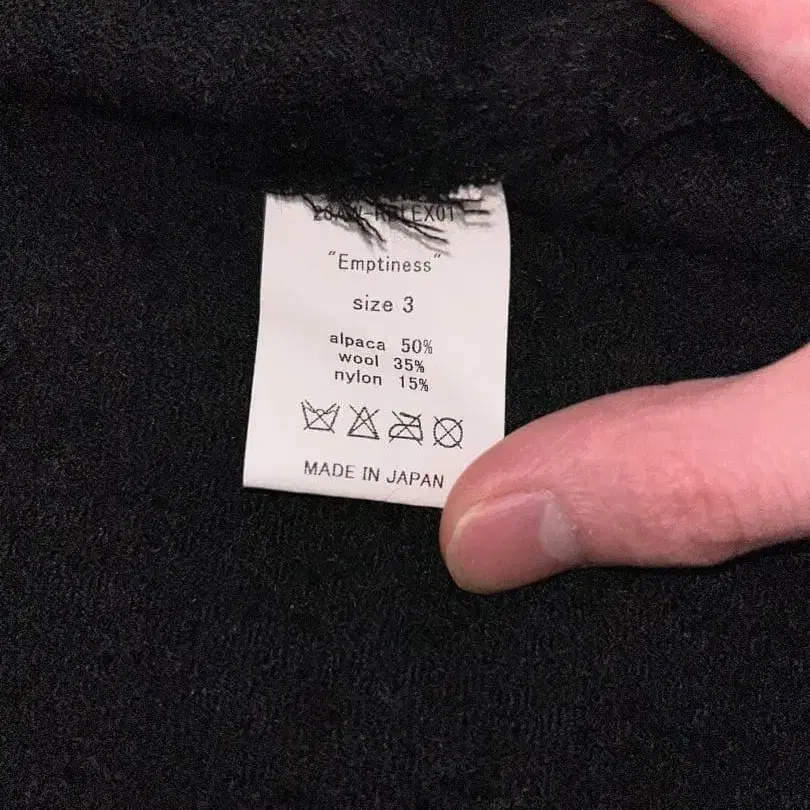 "Emptiness"
size 3
alpaca 50%
wool 35%
nylon 15%
MADE IN JAPAN